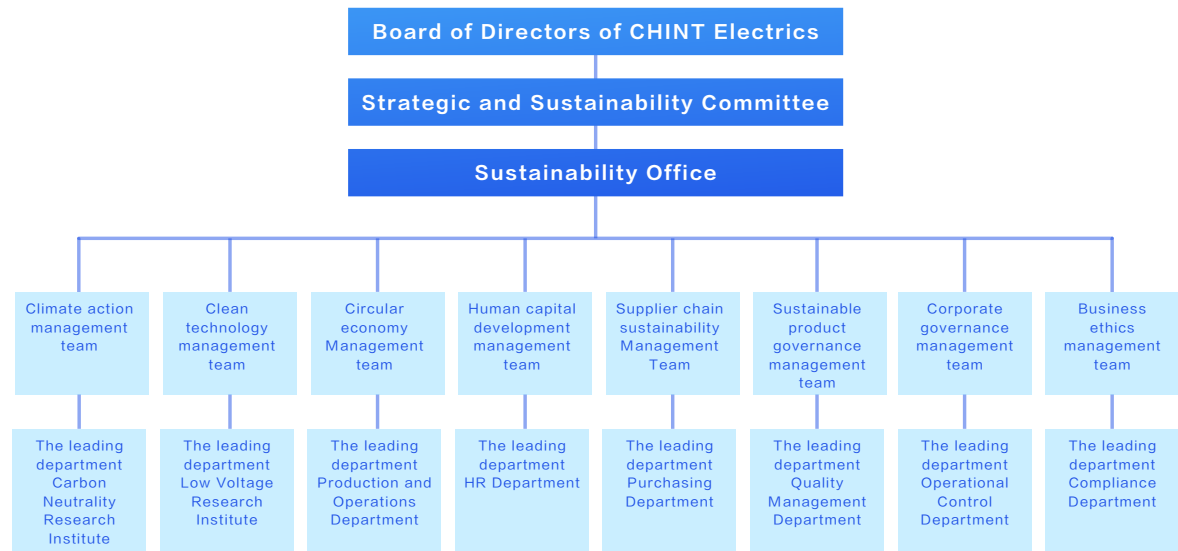 Board of Directors of CHINT Electrics
Strategic and Sustainability Committee
Sustainability Office
Climate action
management
team
Clean
technology
management
team
Circular
economy
Management
team
Human capital
development
management
team
Supplier chain
sustainability
Management
Team
Sustainable
product
governance
management
team
Corporate
governance
management
team
Business
ethics
management
team
The leading
department
Carbon
Neutrality
Research
Institute
The leading
department
Low Voltage
Research
Institute
The leading
department
Production and
Operations
Department
The leading
department
HR Department
The leading
department
Purchasing
Department
The leading
department
Quality
Management
Department
The leading
department
Operational
Control
Department
The leading
department
Compliance
Department